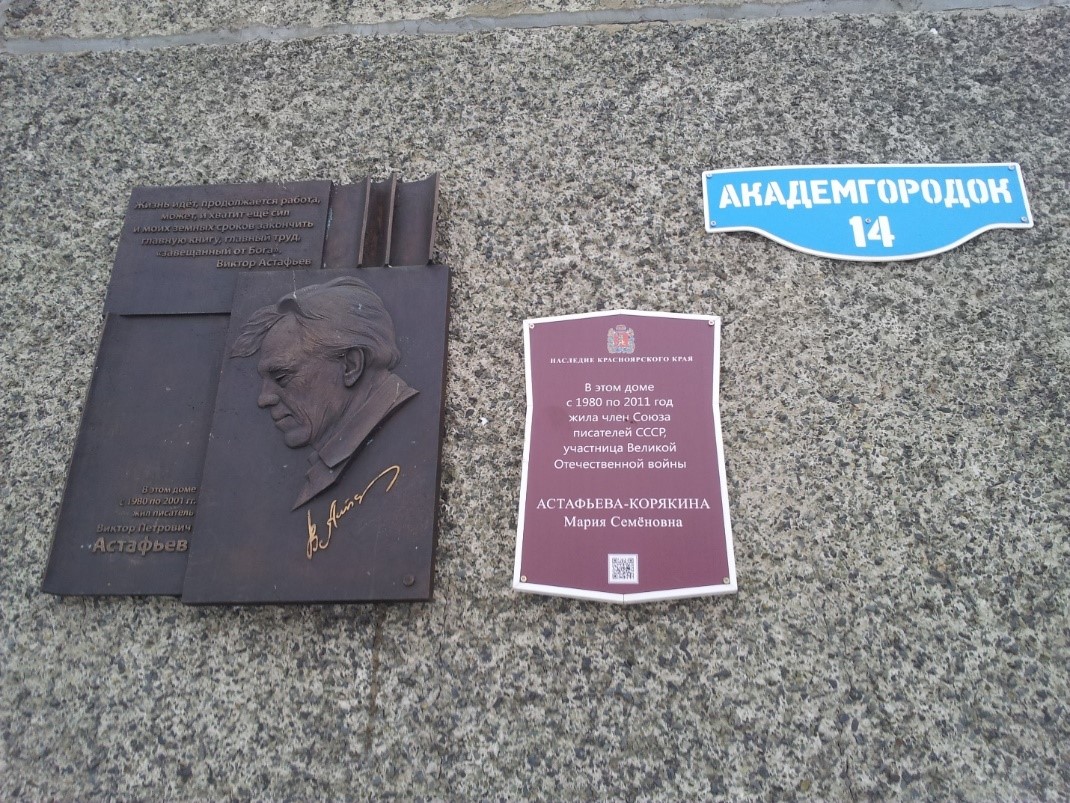 Жизнь идёт, продолжается работа,
может, и хватит ещё сил
и моих земных сроков закончить
главную книгу, главный труд,
«завещанный от Бога».
Виктор Астафьев
В этом доме
с 1980 по 2001 гг.
жил писатель
Виктор Петрович
Астафьев
НАСЛЕДИЕ КРАСНОЯРСКОГО КРАЯ
В этом доме
с 1980 по 2011 год
жила член Союза
писателей СССР,
участница Великой
Отечественной войны
АСТАФЬЕВА-КОРЯКИНА
Мария Семёновна
АКАДЕМГОРОДОК
14